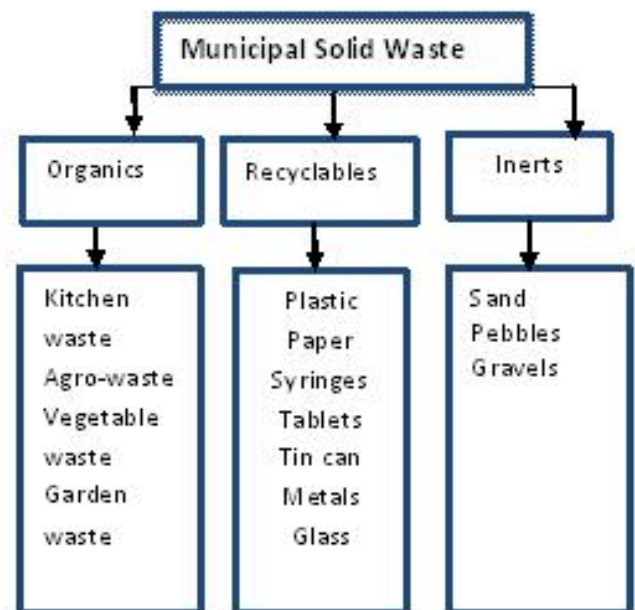 Municipal Solid Waste
Organics
Recyclables
Inerts
Kitchen
waste
Agro-waste
Vegetable
waste
Garden
waste
Plastic
Paper
Syringes
Tablets
Tin can
Metals
Glass
Sand
Pebbles
Gravels